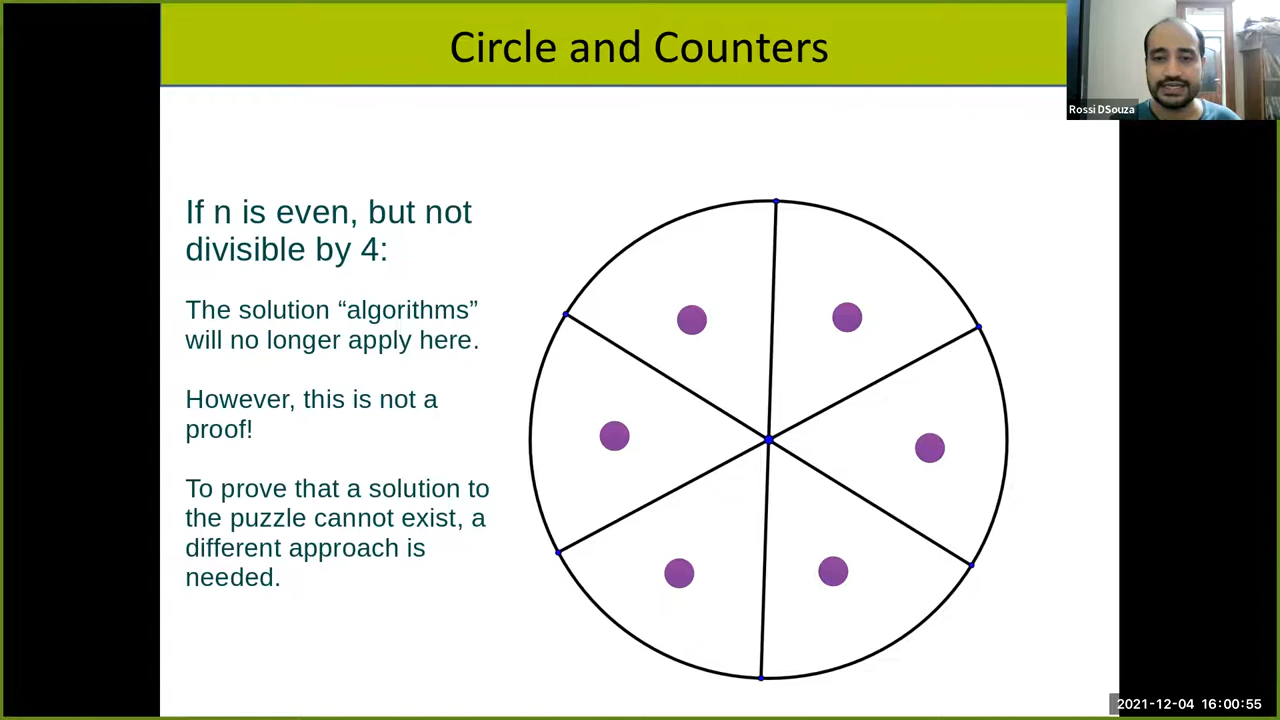 Circle and Counters
Rossi DSouza
If n is even, but not
divisible by 4:
The solution “algorithms”
will no longer apply here.
However, this is not a
proof!
To prove that a solution to
the puzzle cannot exist, a
different approach is
needed.
2021-12-04 16:00:55